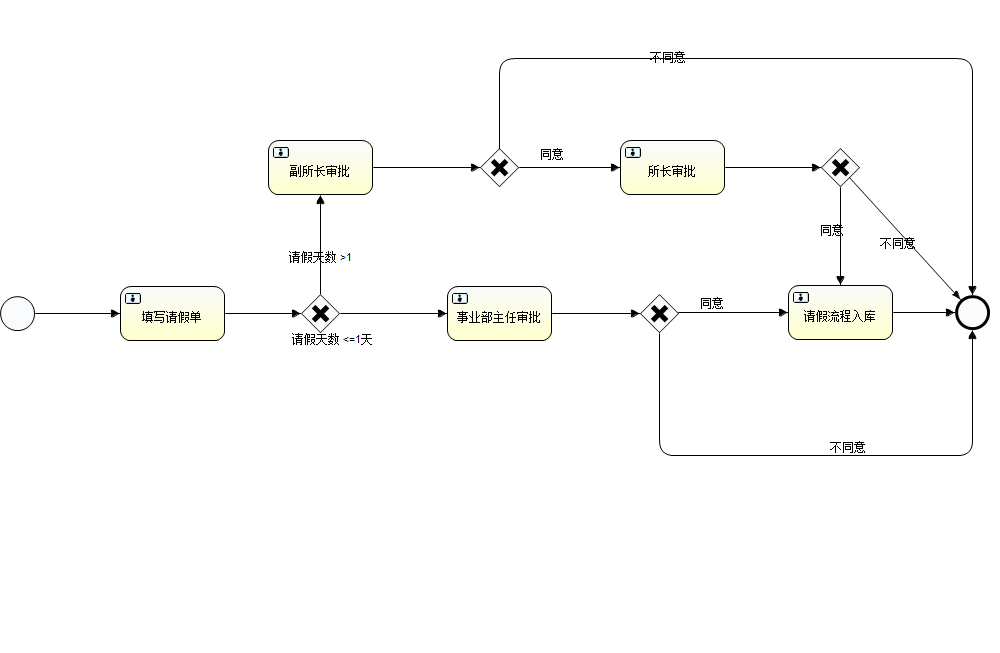 不同意
同意
副所长审批
所长审批
同意
不同意
请假天数 >1
填写请假单
请假天数 <=1天
事业部主任审批
同意
请假流程入库
不同意